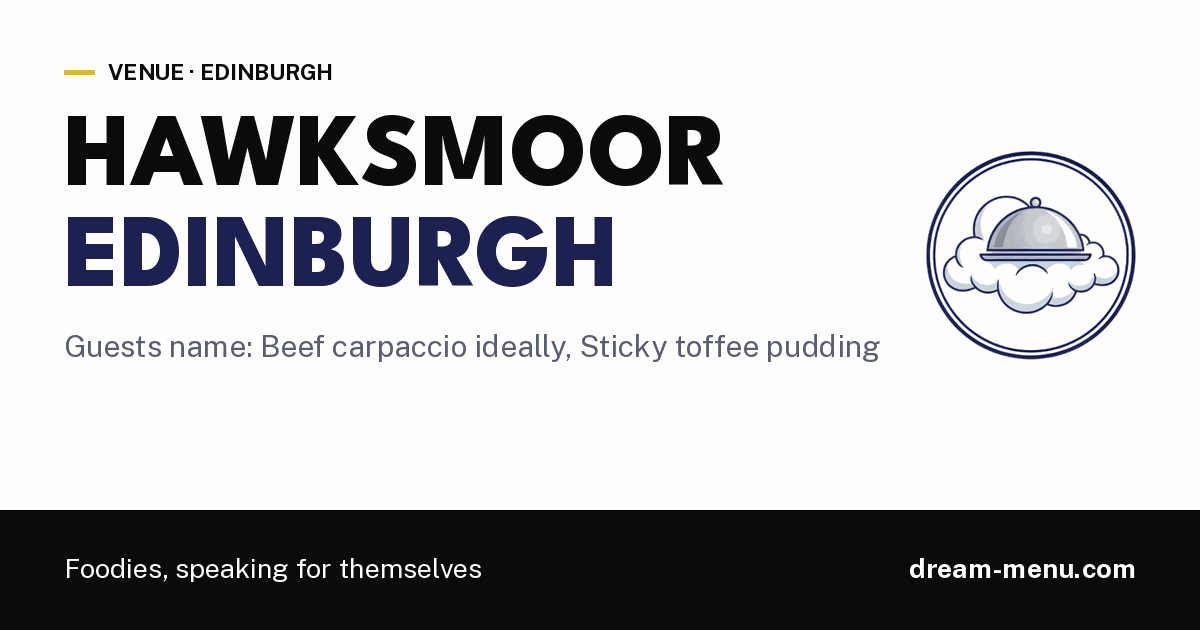 VENUE · EDINBURGH
HAWKSMOOR
EDINBURGH
Guests name: Beef carpaccio ideally, Sticky toffee pudding
Foodies, speaking for themselves
dream-menu.com